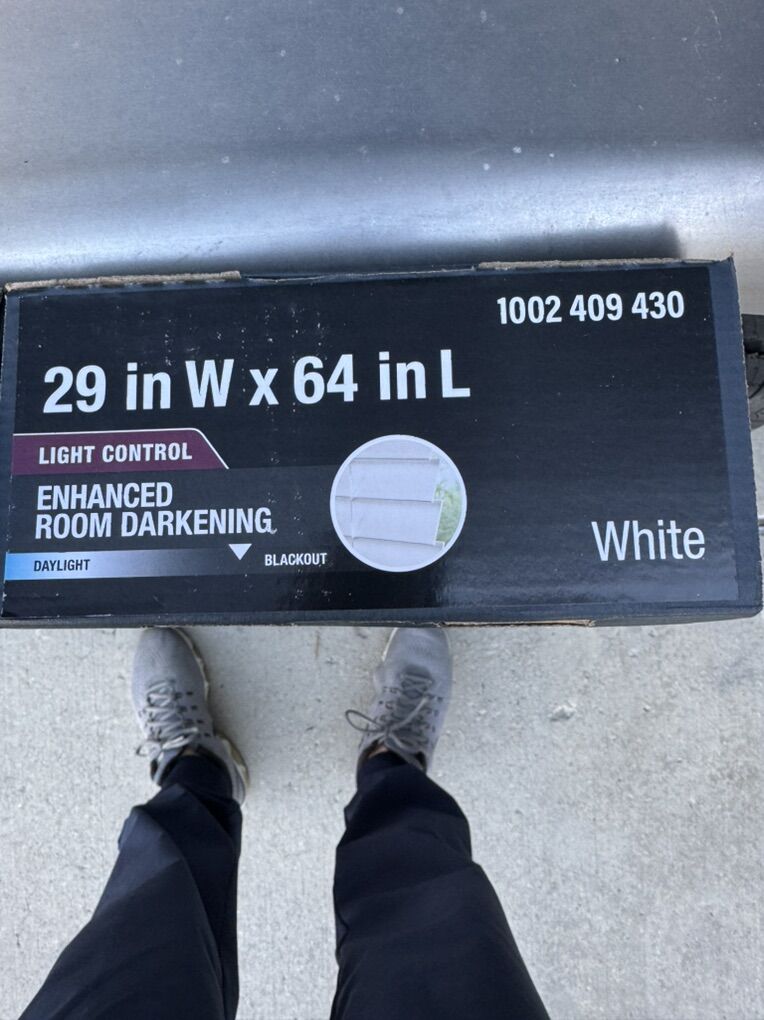 1002 409 430
29 in W x 64 in L
LIGHT CONTROL
ENHANCED
ROOM DARKENING
DAYLIGHT
BLACKOUT
White